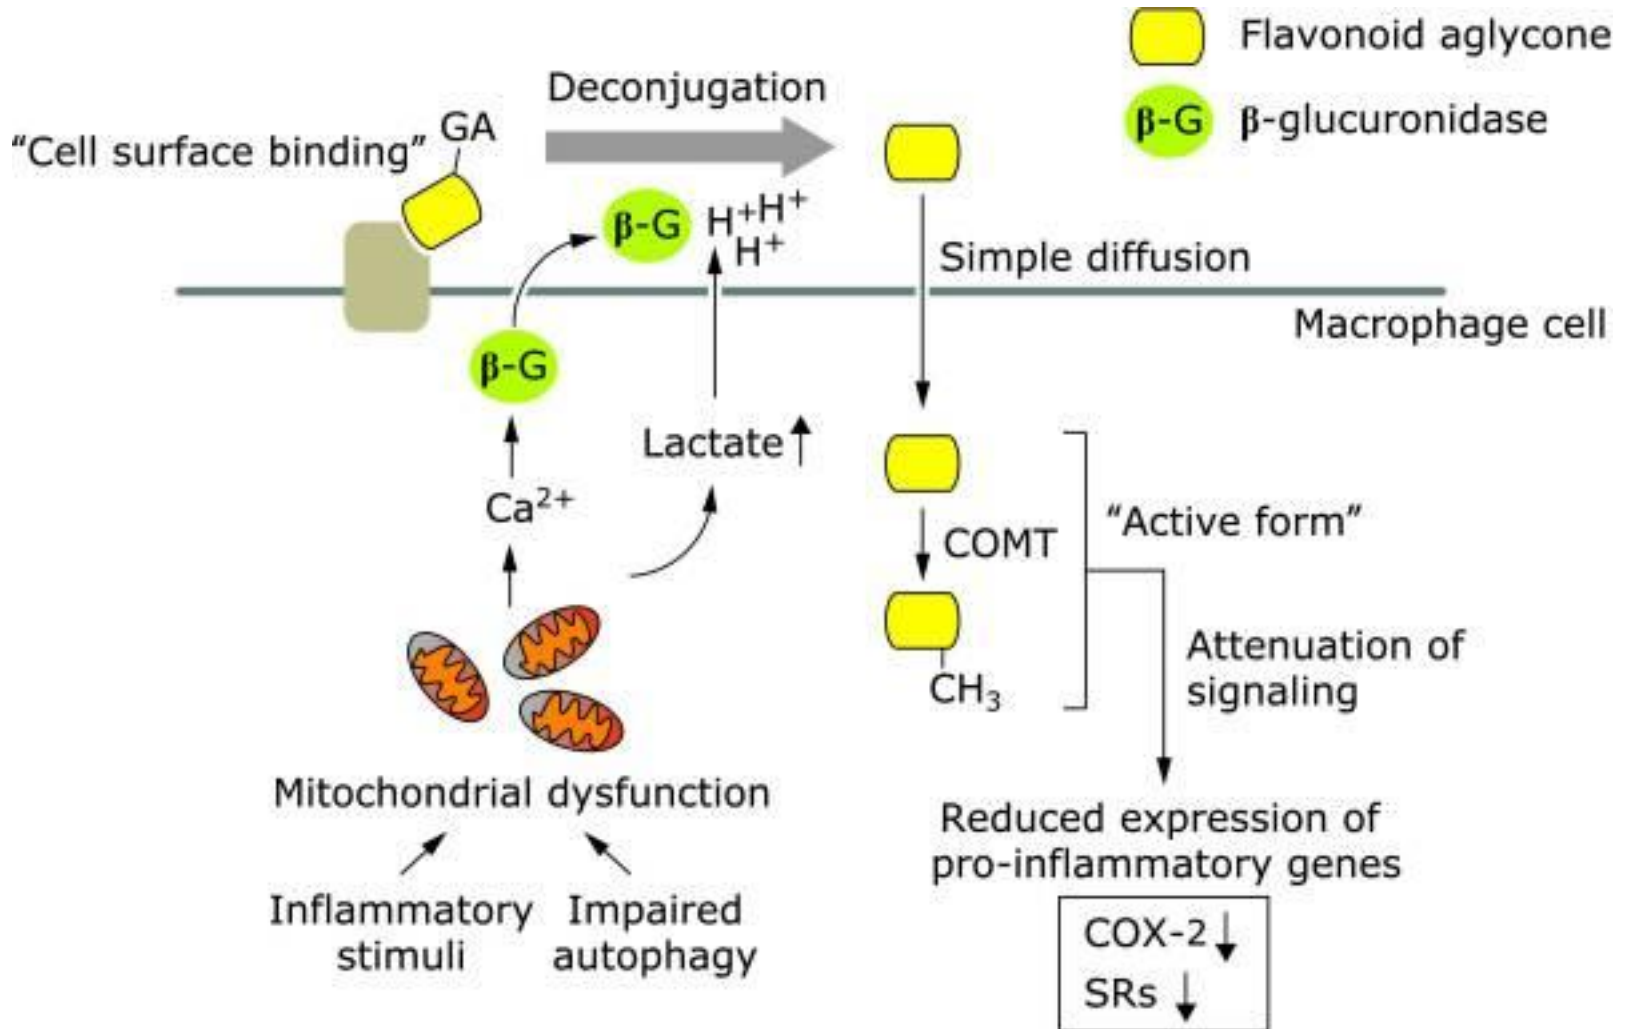 Flavonoid aglycone
β-G β-glucuronidase
Deconjugation
GA
“Cell surface binding”
β-G
H⁺H⁺
H⁺
Simple diffusion
Macrophage cell
β-G
Lactate↑
Ca²⁺
“Active form”
COMT
CH₃
Attenuation of
signaling
Mitochondrial dysfunction
Inflammatory
stimuli
Impaired
autophagy
Reduced expression of
pro-inflammatory genes
COX-2↓
SRs ↓